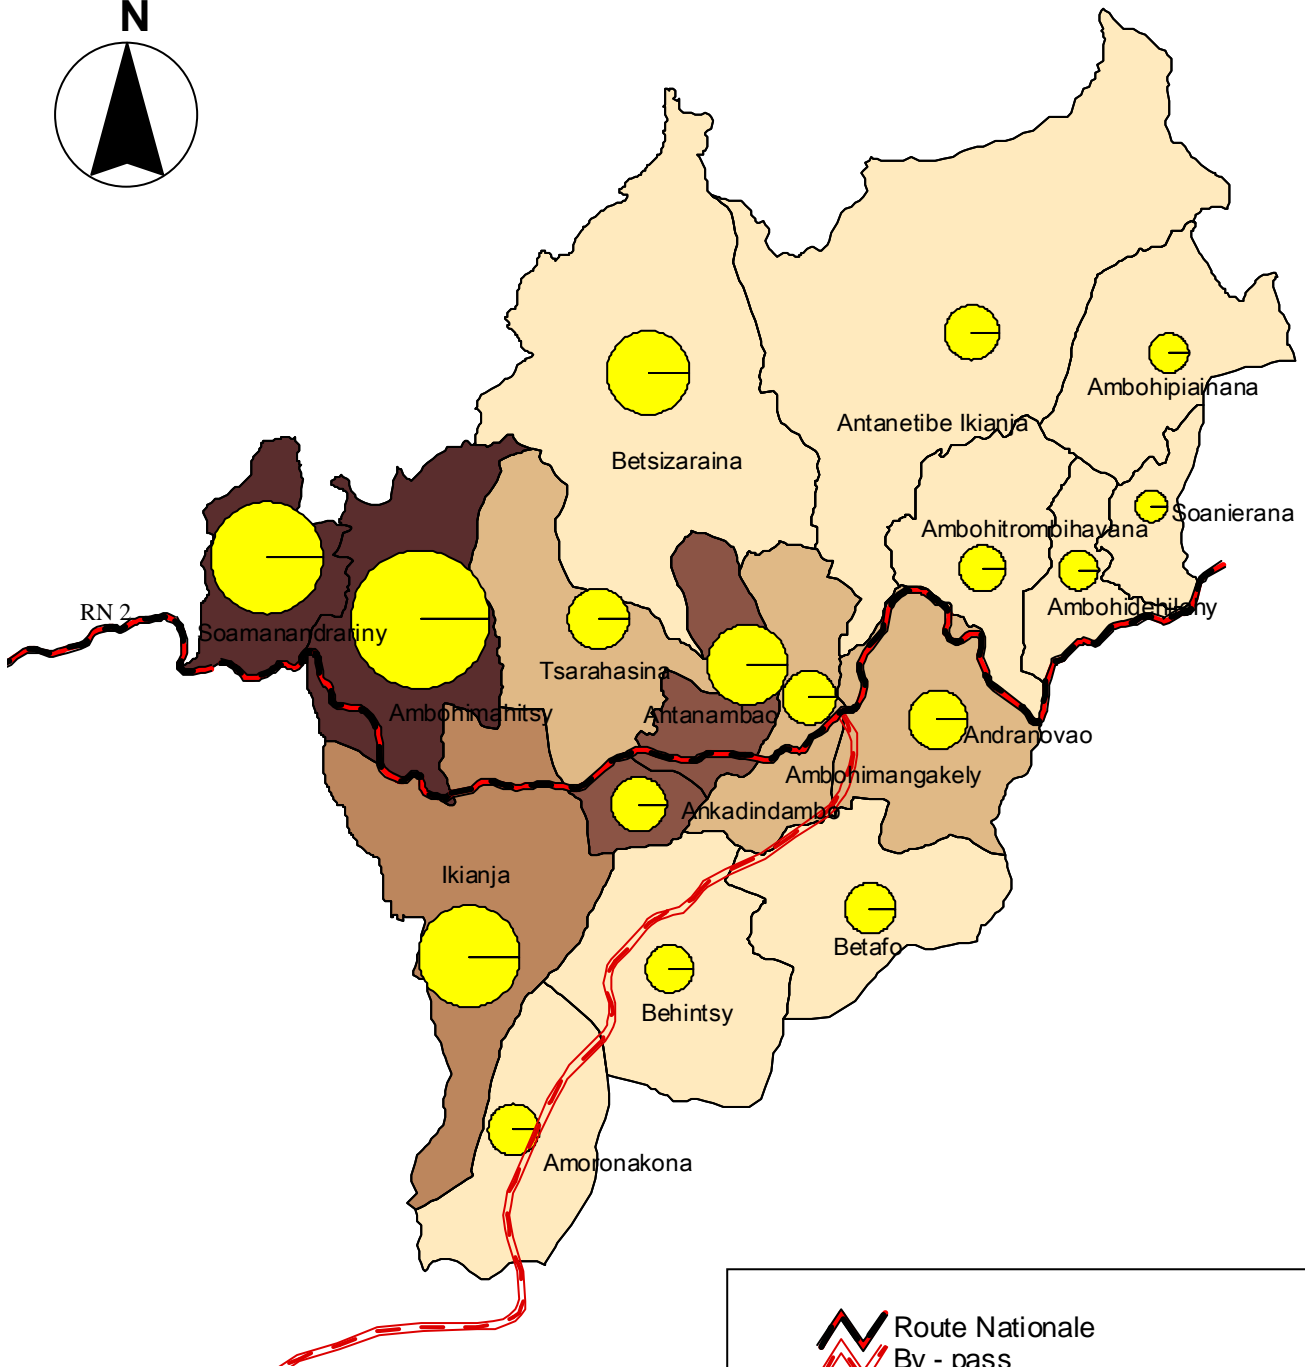 N
Ambohipiainana
Antanetibe Ikianja
Betsizaraina
Soanierana
Ambohitrombihavana
Ambohidehilony
RN 2
Soamanandrariny
Tsarahasina
Ambohimahitsy
Antanambao
Andranovao
Ambohimangakely
Ankadindambo
Ikianja
Betafo
Behintsy
Amoronakona
Route Nationale
By - pass